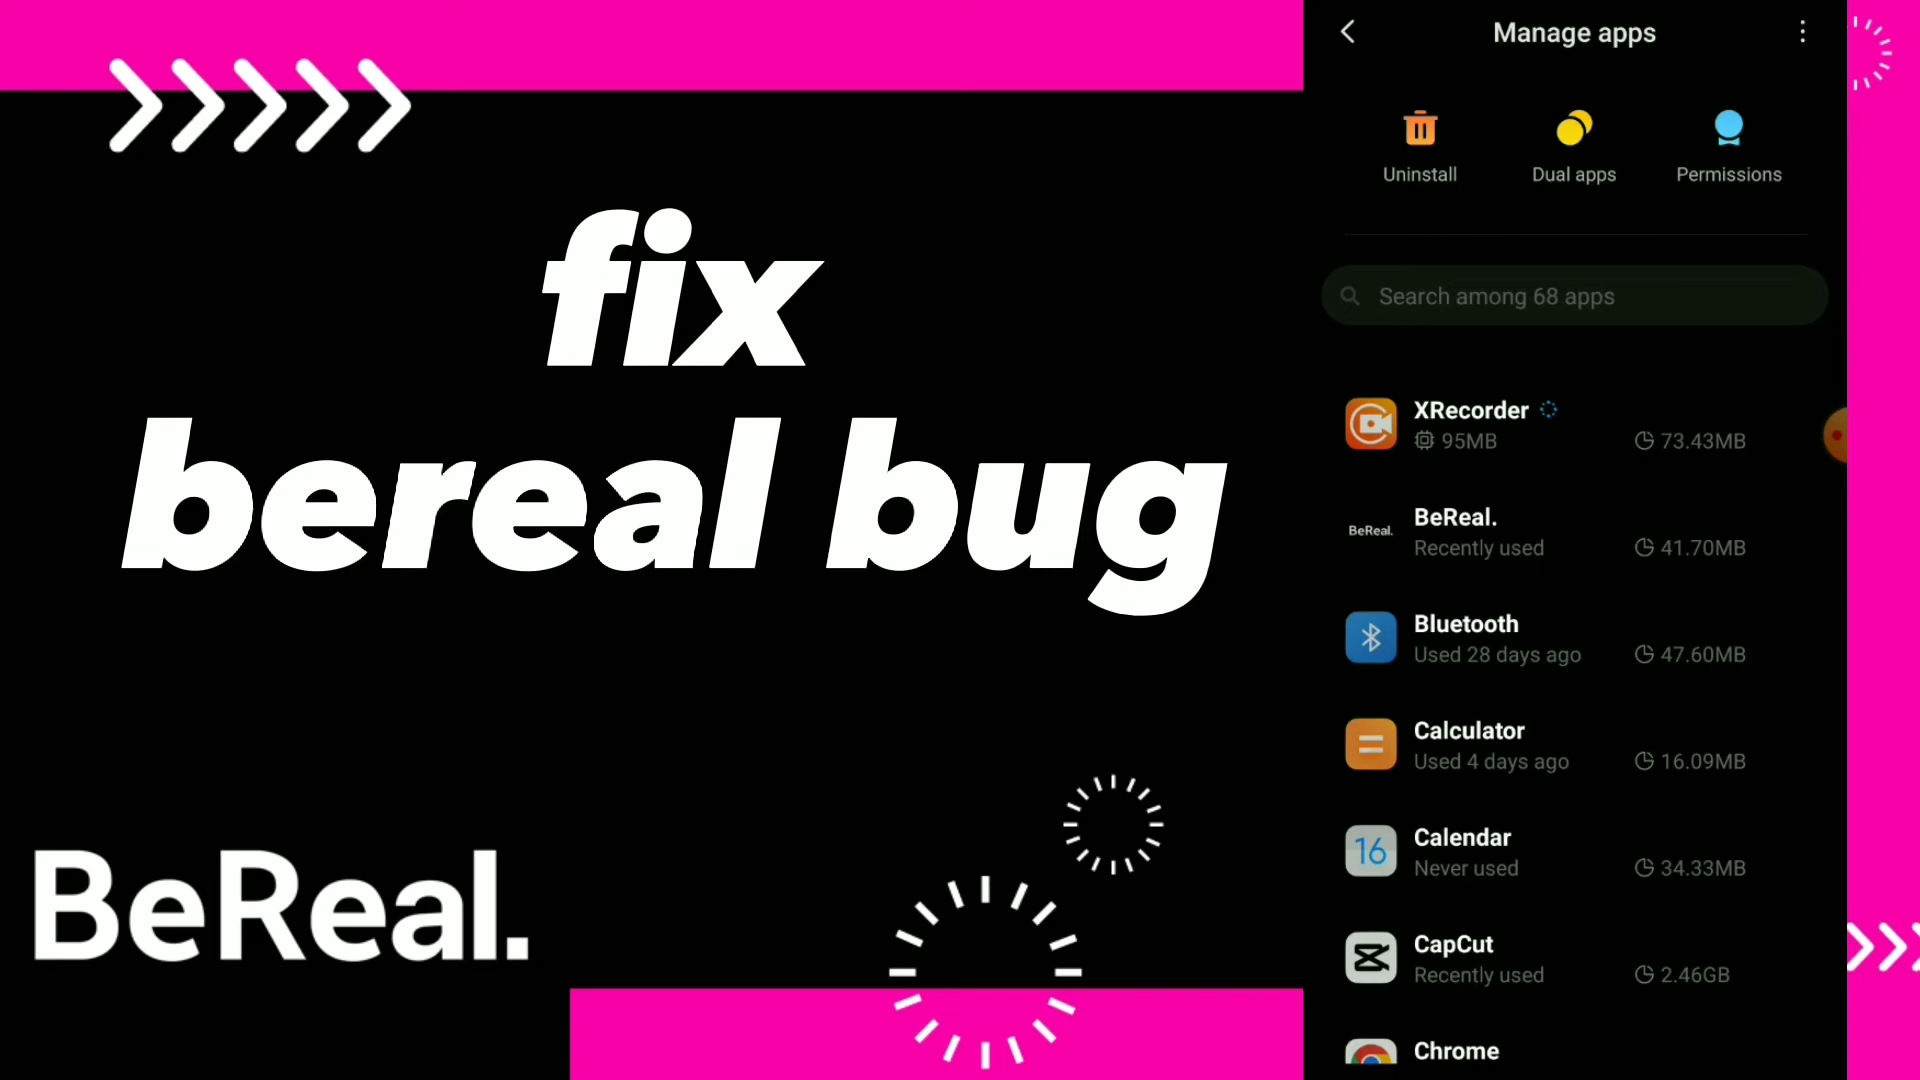 fix
bereal bug
BeReal.
Manage apps
Uninstall
Dual apps
Permissions
Search among 68 apps
XRecorder
95MB
73.43MB
BeReal.
BeReal.
Recently used
41.70MB
Bluetooth
Used 28 days ago
47.60MB
Calculator
Used 4 days ago
16.09MB
16
Calendar
Never used
34.33MB
CapCut
Recently used
2.46GB
Chrome